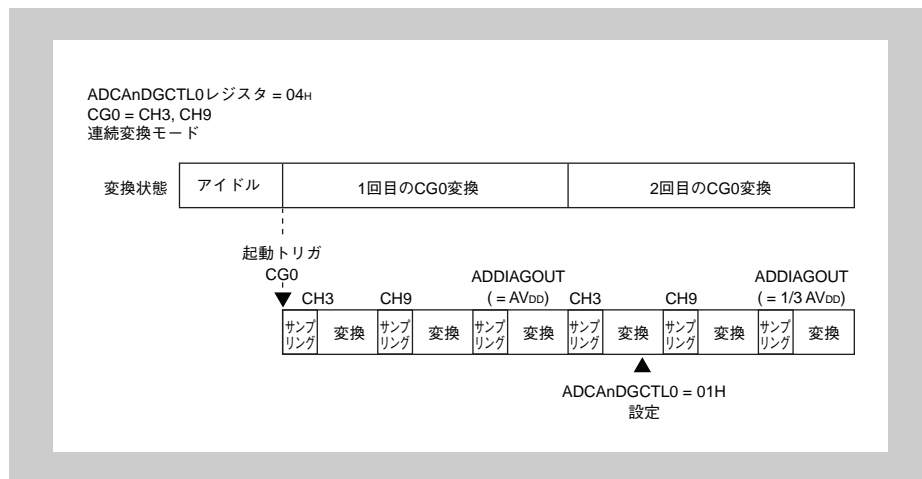 ADCAnDGCTL0レジスタ = 04H
CG0 = CH3, CH9
連続変換モード
変換状態
アイドル
1回目のCG0変換
2回目のCG0変換
起動トリガ
CG0
CH3
CH9
ADDIAGOUT
( = AVDD)
CH3
CH9
ADDIAGOUT
( = 1/3 AVDD)
サンプ
リング
変換
サンプ
リング
変換
サンプ
リング
変換
サンプ
リング
変換
サンプ
リング
変換
サンプ
リング
変換
ADCAnDGCTL0 = 01H
設定